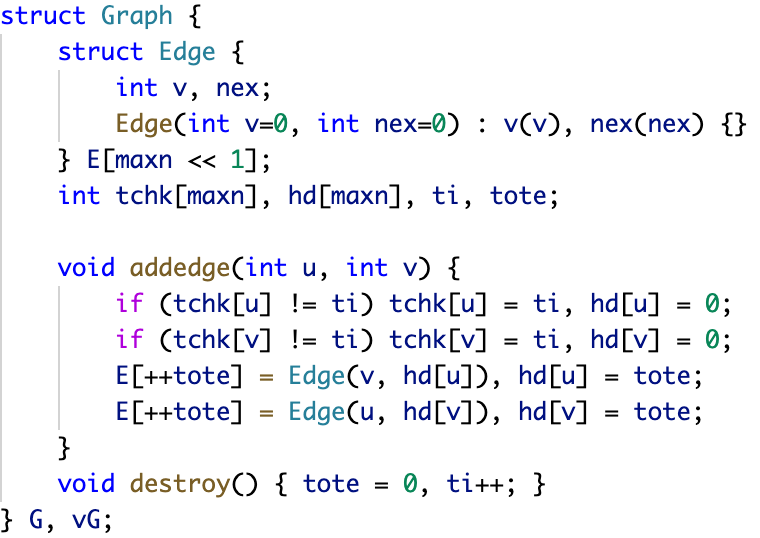 struct Graph {
    struct Edge {
        int v, nex;
        Edge(int v=0, int nex=0) : v(v), nex(nex) {}
    } E[maxn << 1];
    int tchk[maxn], hd[maxn], ti, tote;

    void addedge(int u, int v) {
        if (tchk[u] != ti) tchk[u] = ti, hd[u] = 0;
        if (tchk[v] != ti) tchk[v] = ti, hd[v] = 0;
        E[++tote] = Edge(v, hd[u]), hd[u] = tote;
        E[++tote] = Edge(u, hd[v]), hd[v] = tote;
    }
    void destroy() { tote = 0, ti++; }
} G, vG;